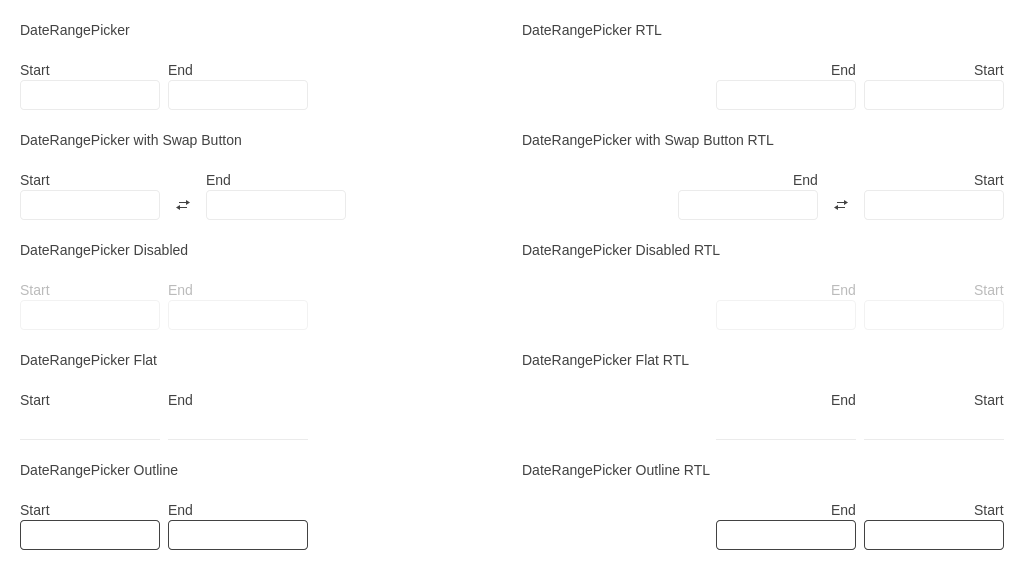 DateRangePicker
DateRangePicker RTL
Start End
End Start
DateRangePicker with Swap Button
DateRangePicker with Swap Button RTL
Start End
End Start
DateRangePicker Disabled
DateRangePicker Disabled RTL
Start End
End Start
DateRangePicker Flat
DateRangePicker Flat RTL
Start End
End Start
DateRangePicker Outline
DateRangePicker Outline RTL
Start End
End Start